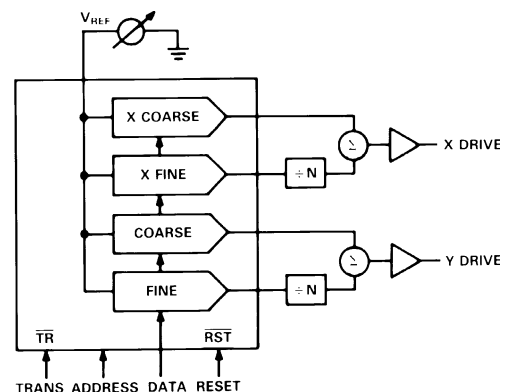 VREF
X COARSE
X FINE
÷N
COARSE
FINE
÷N
Σ
Σ
X DRIVE
Y DRIVE
TR
RST
TRANS ADDRESS DATA RESET